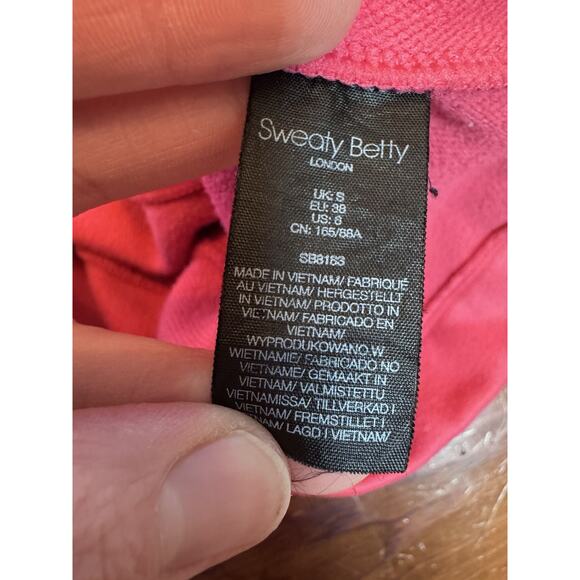 Sweaty Betty
LONDON
UK: S
EU: 38
US: 6
CN: 165/88A
SB8183
MADE IN VIETNAM/ FABRIQUÉ
AU VIETNAM/ HERGESTELLT
IN VIETNAM/ PRODOTTO IN
VIETNAM/ FABRICADO EN
VIETNAM/
WYPRODUKOWANO W
WIETNAMIE/ FABRICADO NO
VIETNAM/ GEMAAKT IN
VIETNAM/ VALMISTETTU
VIETNAMISSA/ TILLVERKAD I
VIETNAM/ FREMSTILLET I
VIETNAM/ LAGD I VIETNAM/